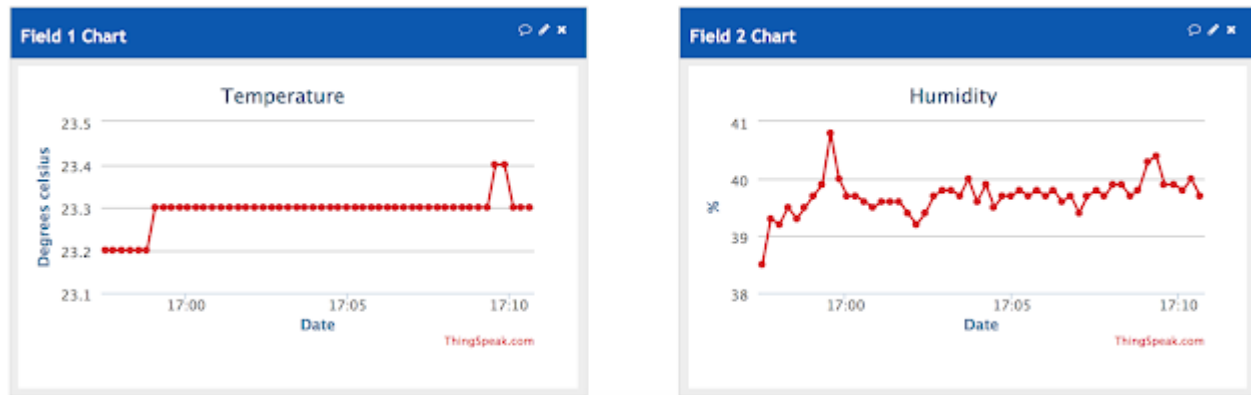 Field 1 Chart
Temperature
Degrees celsius
23.5
23.4
23.3
23.2
23.1
17:00
17:05
17:10
Date
ThingSpeak.com
Field 2 Chart
Humidity
%
41
40
39
38
17:00
17:05
17:10
Date
ThingSpeak.com